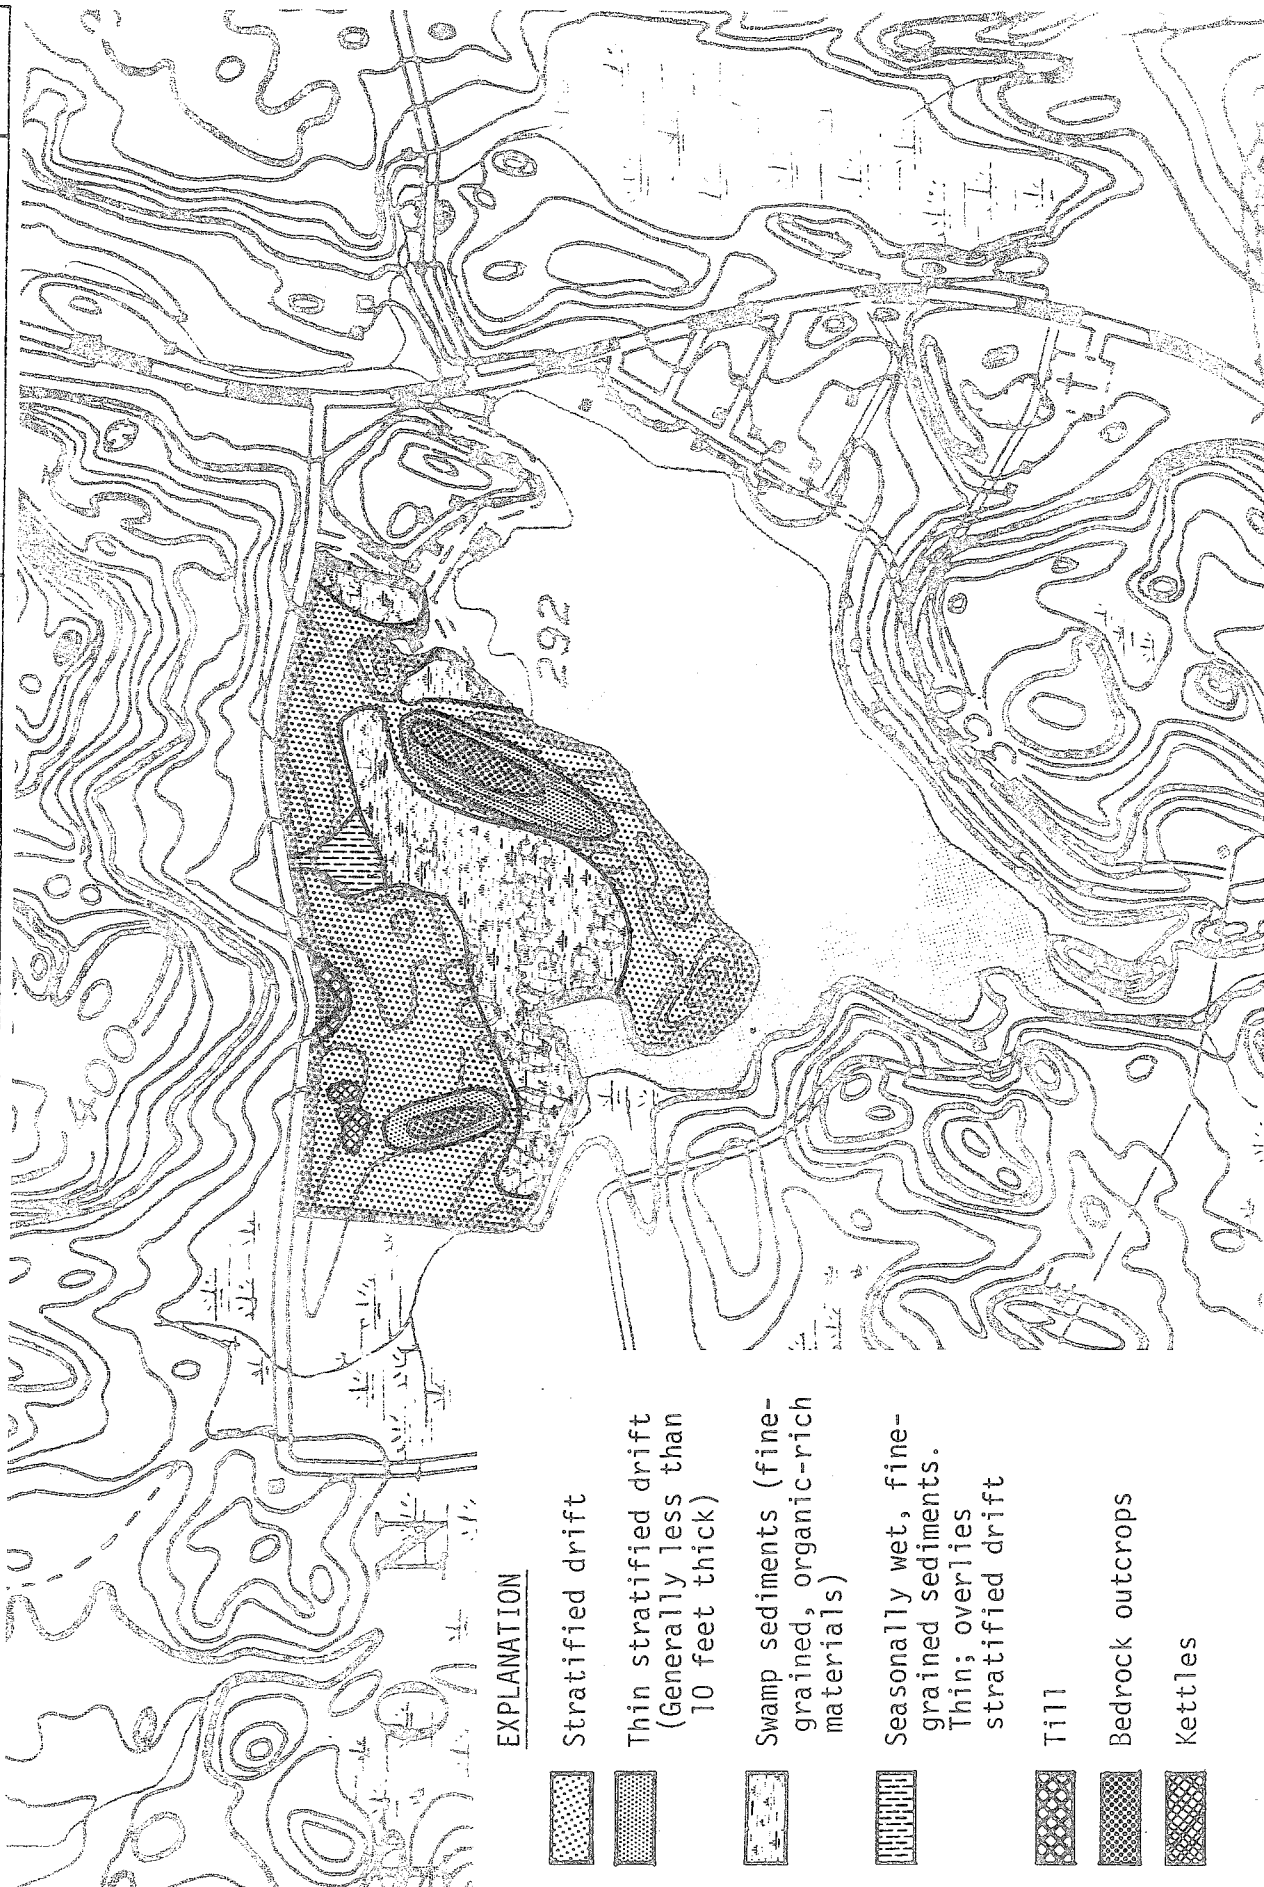 292
400
N
EXPLANATION
Stratified drift
Thin stratified drift
(Generally less than
10 feet thick)
Swamp sediments (fine-
grained, organic-rich
materials)
Seasonally wet, fine-
grained sediments.
Thin; overlies
stratified drift
Till
Bedrock outcrops
Kettles